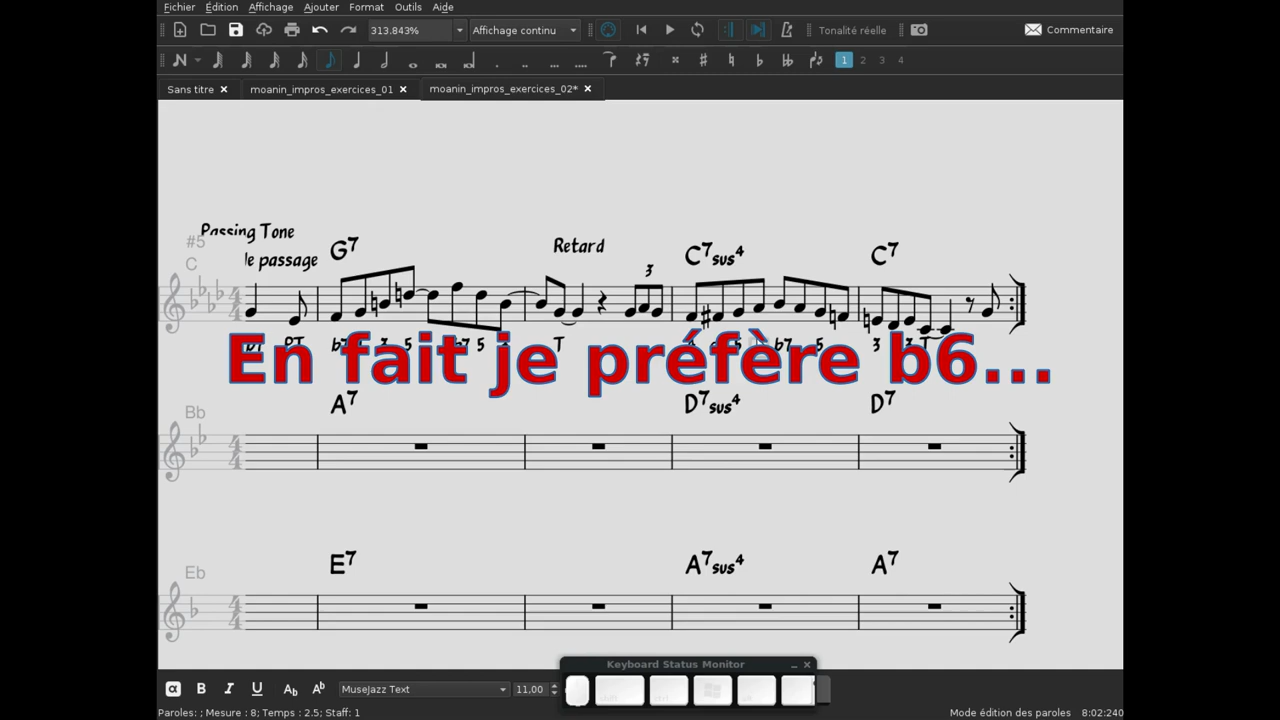 Fichier Édition Affichage Ajouter Format Outils Aide
313.843% Affichage continu Tonalité réelle Commentaire
1 2 3 4
Sans titre moanin_impros_exercices_01 moanin_impros_exercices_02*
Passing Tone
#5
G7 Retard C7sus4 C7
C
le passage
3
En fait je préfère b6...
Bb A7 D7sus4 D7
Eb E7 A7sus4 A7
Keyboard Status Monitor
B I U MuseJazz Text 11,00
Paroles: ; Mesure : 8; Temps : 2.5; Staff: 1 Mode édition des paroles 8:02:240